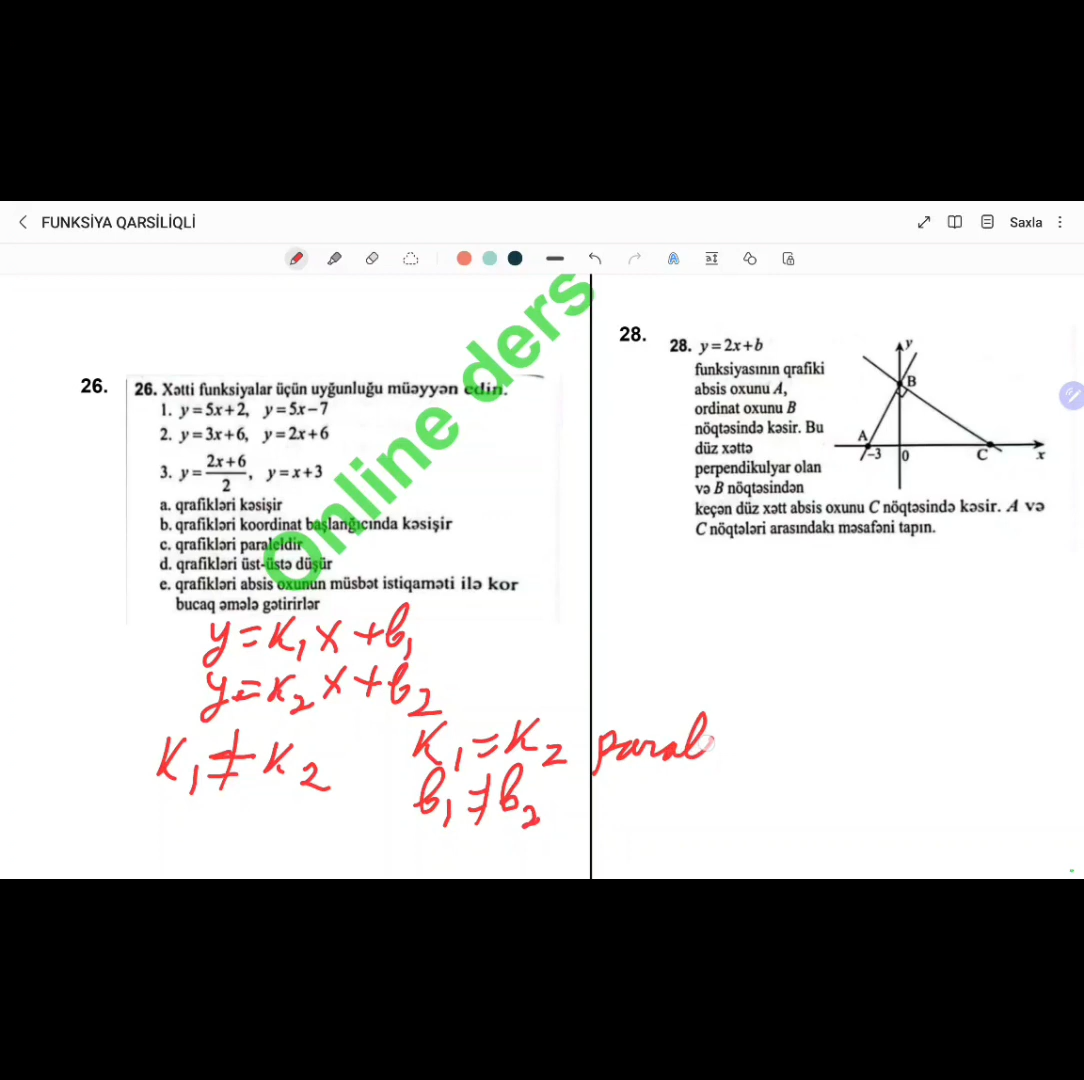 FUNKSİYA QARSİLİQLİ
Saxla
26.
26. Xətti funksiyalar üçün uyğunluğu müəyyən edin.
1. y=5x+2, y=5x−7
2. y=3x+6, y=2x+6
3. y=(2x+6)/2, y=x+3
a. qrafikləri kəsişir
b. qrafikləri koordinat başlanğıcında kəsişir
c. qrafikləri paraleldir
d. qrafikləri üst-üstə düşür
e. qrafikləri absis oxunun müsbət istiqaməti ilə kor
bucaq əmələ gətirirlər
Online ders
y=K₁x+b₁
y=K₂x+b₂
K₁≠K₂
K₁=K₂ paral
b₁≠b₂
28.
28. y=2x+b
funksiyasının qrafiki
absis oxunu A,
ordinat oxunu B
nöqtəsində kəsir. Bu
düz xəttə
perpendikulyar olan
və B nöqtəsindən
keçən düz xətt absis oxunu C nöqtəsində kəsir. A və
C nöqtələri arasındakı məsafəni tapın.
y
B
A
−3
0
C
x